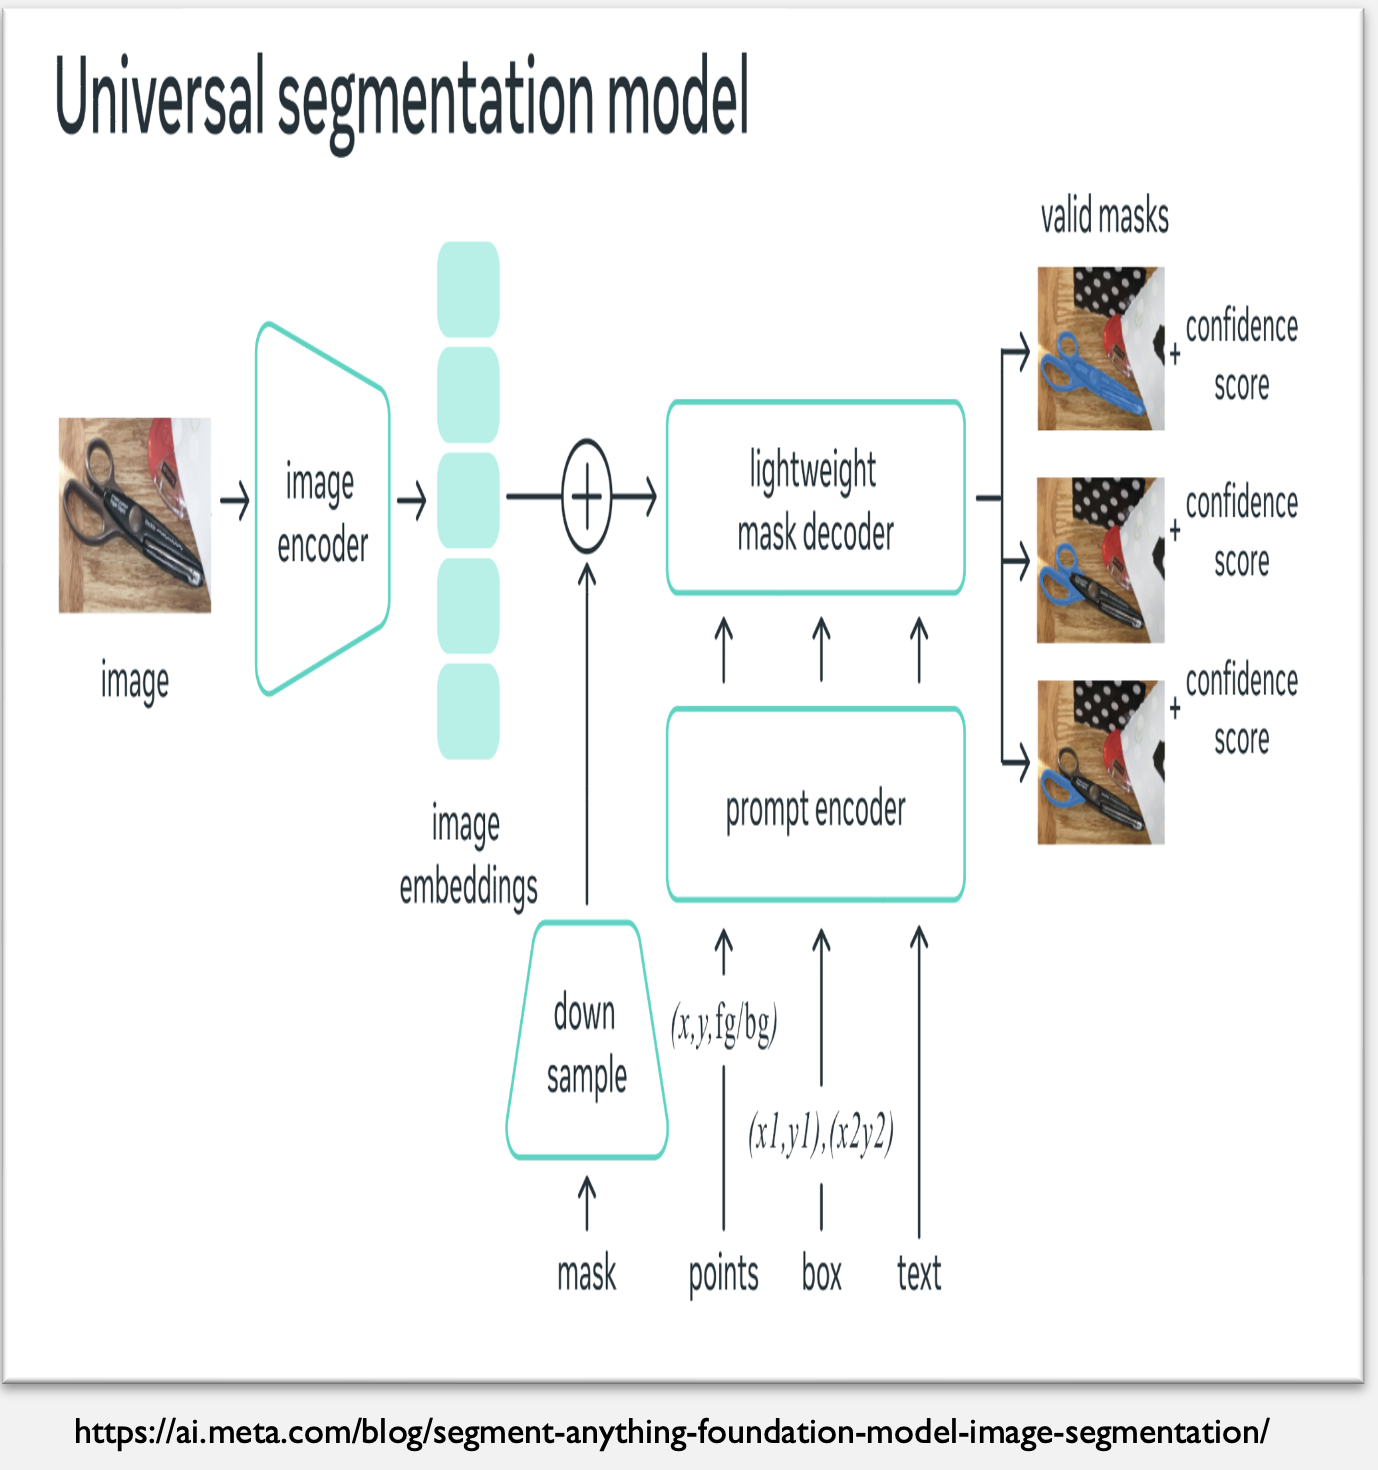 Universal segmentation model
valid masks
+ confidence
score
image
encoder
lightweight
mask decoder
+ confidence
score
image
+ confidence
score
prompt encoder
image
embeddings
down
sample
(x,y,fg/bg)
(x1,y1),(x2y2)
mask
points
box
text
https://ai.meta.com/blog/segment-anything-foundation-model-image-segmentation/